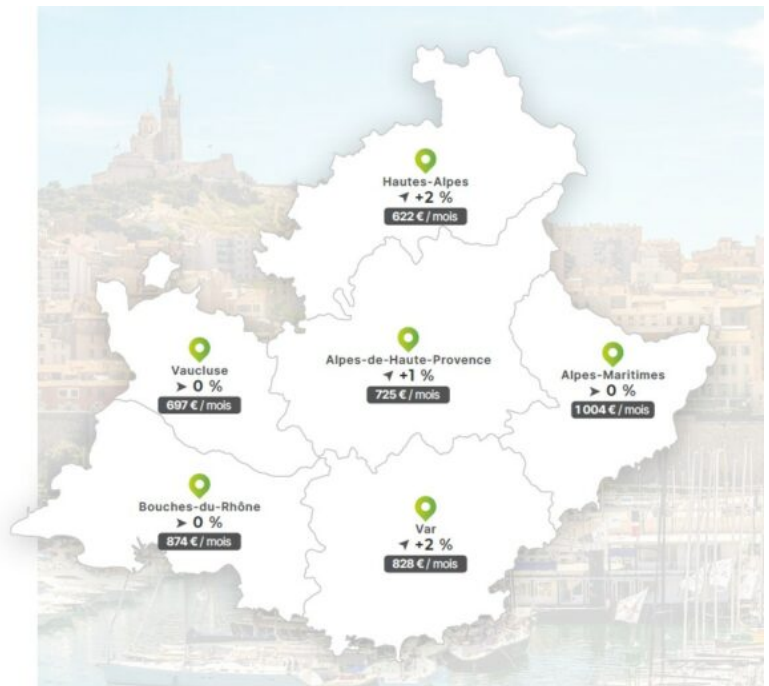 Hautes-Alpes
+2 %
622 € / mois
Vaucluse
0 %
697 € / mois
Alpes-de-Haute-Provence
+1 %
725 € / mois
Alpes-Maritimes
0 %
1 004 € / mois
Bouches-du-Rhône
0 %
874 € / mois
Var
+2 %
828 € / mois